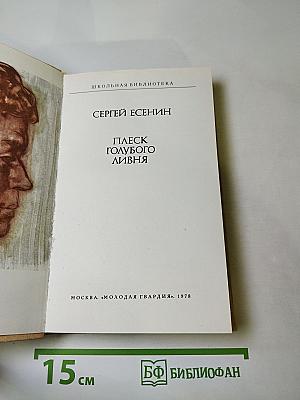 ШКОЛЬНАЯ БИБЛИОТЕКА
СЕРГЕЙ ЕСЕНИН
ПЛЕСК
ГОЛУБОГО
ЛИВНЯ
МОСКВА, «МОЛОДАЯ ГВАРДИЯ», 1978
15 см
БФ БИБЛИОФАН